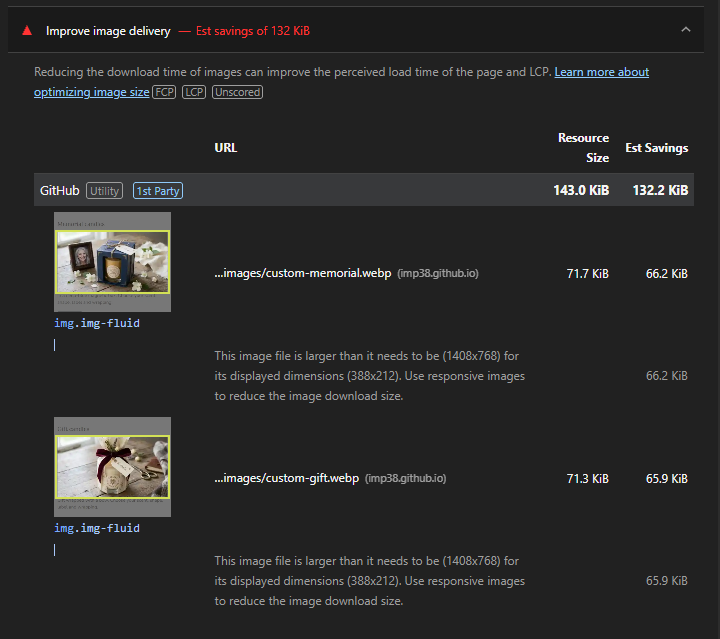 Improve image delivery — Est savings of 132 KiB
Reducing the download time of images can improve the perceived load time of the page and LCP. Learn more about
optimizing image size FCP LCP Unscored
URL
Resource
Size
Est Savings
GitHub Utility 1st Party 143.0 KiB 132.2 KiB
...images/custom-memorial.webp (imp38.github.io) 71.7 KiB 66.2 KiB
img.img-fluid
This image file is larger than it needs to be (1408x768) for
its displayed dimensions (388x212). Use responsive images
to reduce the image download size.
66.2 KiB
...images/custom-gift.webp (imp38.github.io) 71.3 KiB 65.9 KiB
img.img-fluid
This image file is larger than it needs to be (1408x768) for
its displayed dimensions (388x212). Use responsive images
to reduce the image download size.
65.9 KiB